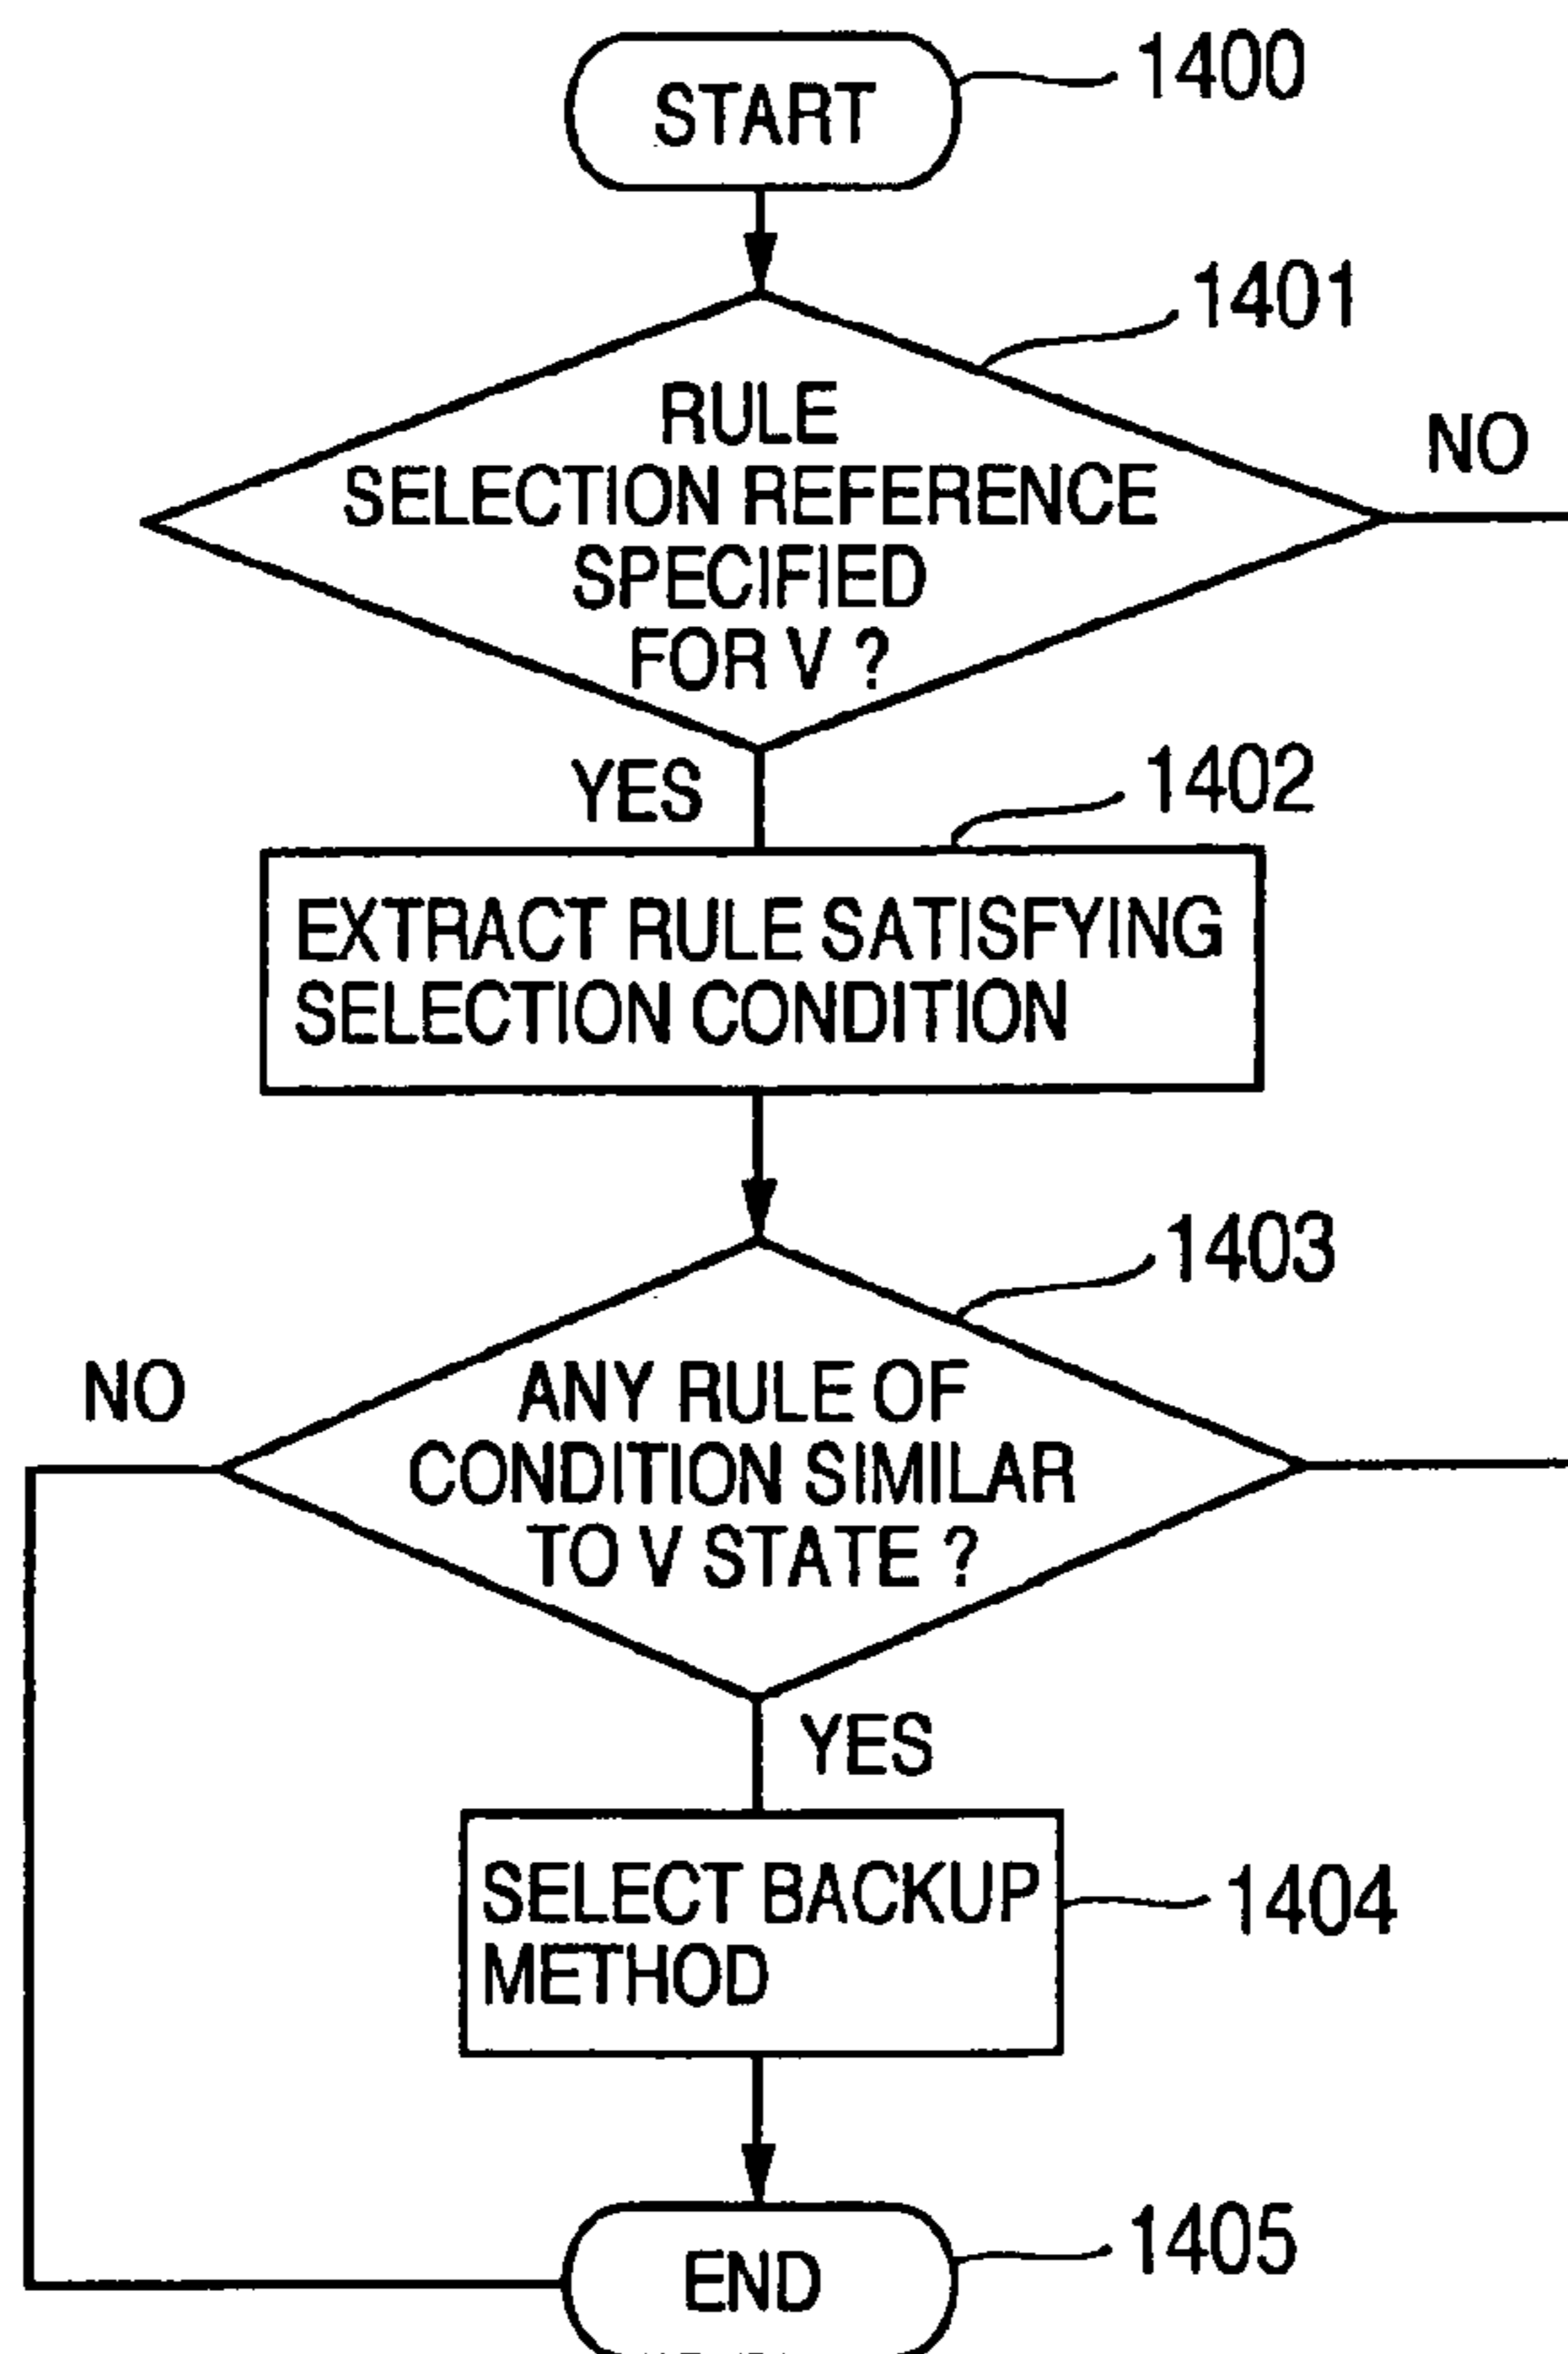 START
1400
1401
RULE
SELECTION REFERENCE
SPECIFIED
FOR V ?
NO
YES
1402
EXTRACT RULE SATISFYING
SELECTION CONDITION
1403
NO
ANY RULE OF
CONDITION SIMILAR
TO V STATE ?
YES
SELECT BACKUP
METHOD
1404
END
1405